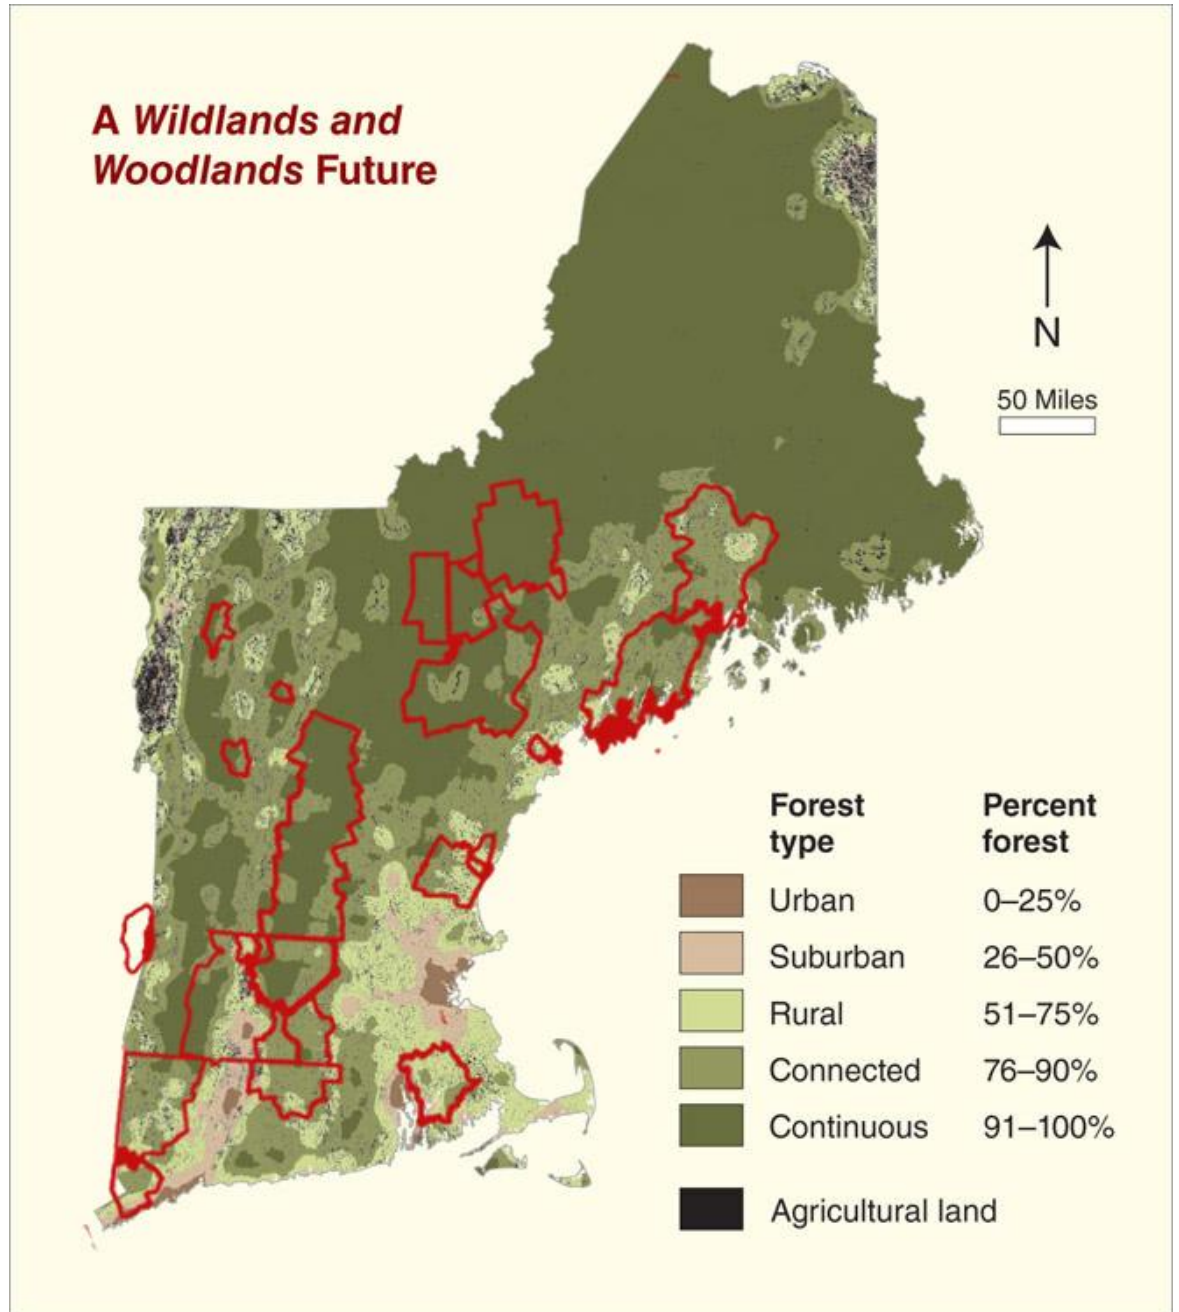 A Wildlands and
Woodlands Future
N
50 Miles
Forest type Percent forest
Urban 0–25%
Suburban 26–50%
Rural 51–75%
Connected 76–90%
Continuous 91–100%
Agricultural land